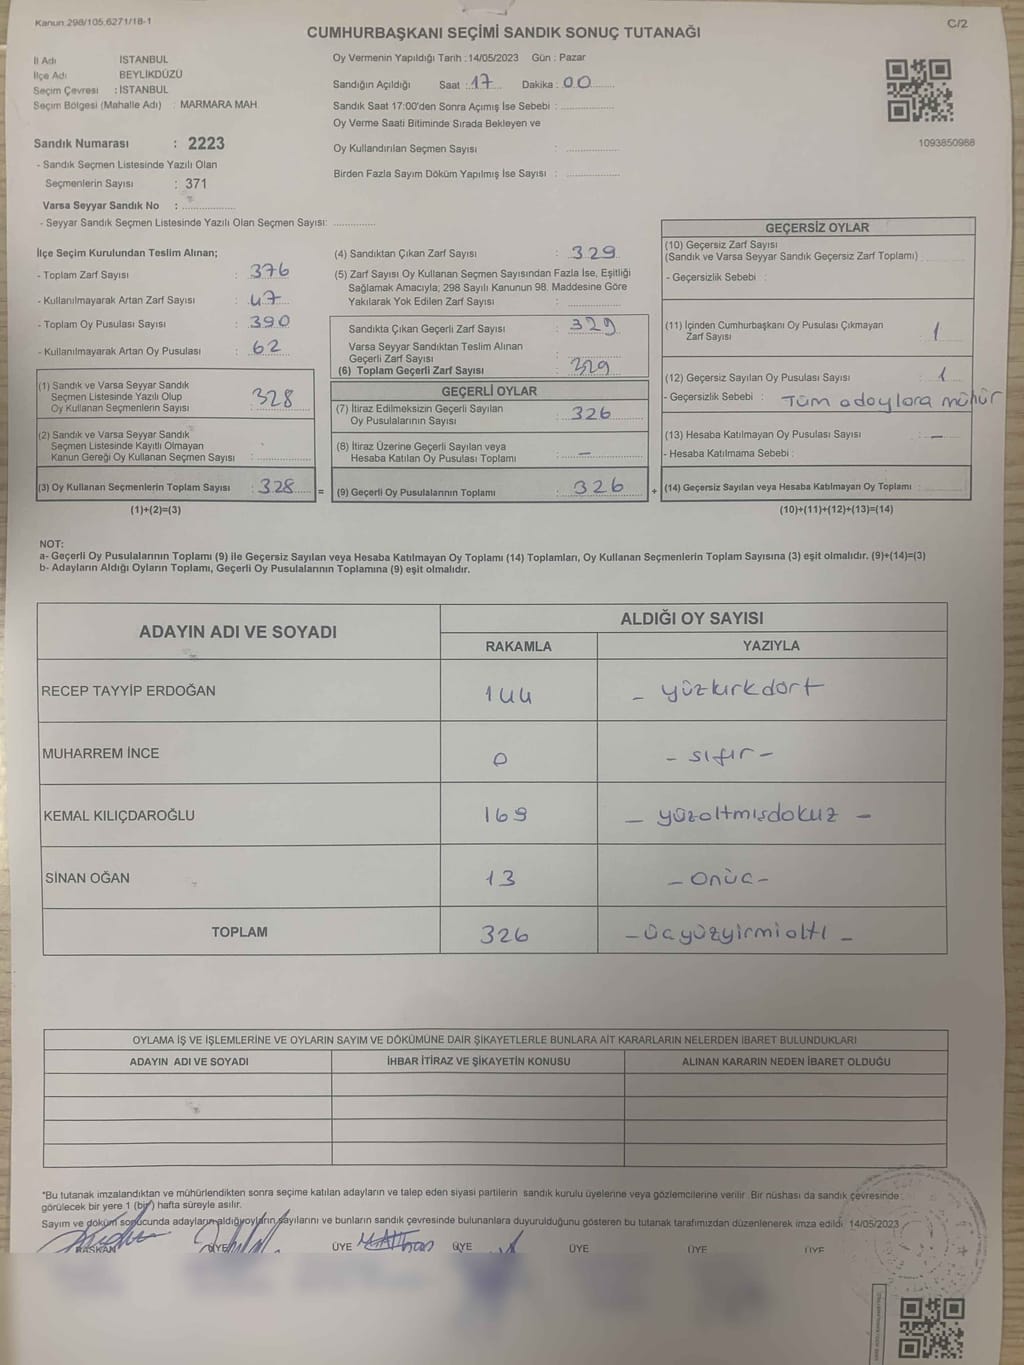 Kanun 298/105,6271/18-1
C/2
CUMHURBAŞKANI SEÇİMİ SANDIK SONUÇ TUTANAĞI
İl Adı İSTANBUL
İlçe Adı BEYLİKDÜZÜ
Seçim Çevresi : İSTANBUL
Seçim Bölgesi (Mahalle Adı) : MARMARA MAH.
Oy Vermenin Yapıldığı Tarih : 14/05/2023 Gün : Pazar
Sandığın Açıldığı Saat : 17 Dakika : 00
Sandık Saat 17:00'den Sonra Açımış İse Sebebi :
Oy Verme Saati Bitiminde Sırada Bekleyen ve
Oy Kullandırılan Seçmen Sayısı :
Birden Fazla Sayım Döküm Yapılmış İse Sayısı :
1093850988
Sandık Numarası : 2223
- Sandık Seçmen Listesinde Yazılı Olan
Seçmenlerin Sayısı : 371
Varsa Seyyar Sandık No :
- Seyyar Sandık Seçmen Listesinde Yazılı Olan Seçmen Sayısı:
İlçe Seçim Kurulundan Teslim Alınan;
- Toplam Zarf Sayısı : 376
- Kullanılmayarak Artan Zarf Sayısı : 47
- Toplam Oy Pusulası Sayısı : 390
- Kullanılmayarak Artan Oy Pusulası : 62
(1) Sandık ve Varsa Seyyar Sandık
Seçmen Listesinde Yazılı Olup
Oy Kullanan Seçmenlerin Sayısı : 328
(2) Sandık ve Varsa Seyyar Sandık
Seçmen Listesinde Kayıtlı Olmayan
Kanun Gereği Oy Kullanan Seçmen Sayısı :
(3) Oy Kullanan Seçmenlerin Toplam Sayısı : 328
(1)+(2)=(3)
(4) Sandıktan Çıkan Zarf Sayısı : 329
(5) Zarf Sayısı Oy Kullanan Seçmen Sayısından Fazla İse, Eşitliği
Sağlamak Amacıyla; 298 Sayılı Kanunun 98. Maddesine Göre
Yakılarak Yok Edilen Zarf Sayısı :
Sandıkta Çıkan Geçerli Zarf Sayısı : 329
Varsa Seyyar Sandıktan Teslim Alınan
Geçerli Zarf Sayısı :
(6) Toplam Geçerli Zarf Sayısı : 329
GEÇERLİ OYLAR
(7) İtiraz Edilmeksizin Geçerli Sayılan
Oy Pusulalarının Sayısı : 326
(8) İtiraz Üzerine Geçerli Sayılan veya
Hesaba Katılan Oy Pusulası Toplamı : -
= (9) Geçerli Oy Pusulalarının Toplamı : 326 +
GEÇERSİZ OYLAR
(10) Geçersiz Zarf Sayısı
(Sandık ve Varsa Seyyar Sandık Geçersiz Zarf Toplamı)
- Geçersizlik Sebebi :
(11) İçinden Cumhurbaşkanı Oy Pusulası Çıkmayan
Zarf Sayısı : 1
(12) Geçersiz Sayılan Oy Pusulası Sayısı : 1
- Geçersizlik Sebebi : Tüm adaylara mühür
(13) Hesaba Katılmayan Oy Pusulası Sayısı : -
- Hesaba Katılmama Sebebi :
(14) Geçersiz Sayılan veya Hesaba Katılmayan Oy Toplamı :
(10)+(11)+(12)+(13)=(14)
NOT:
a- Geçerli Oy Pusulalarının Toplamı (9) ile Geçersiz Sayılan veya Hesaba Katılmayan Oy Toplamı (14) Toplamları, Oy Kullanan Seçmenlerin Toplam Sayısına (3) eşit olmalıdır. (9)+(14)=(3)
b- Adayların Aldığı Oyların Toplamı, Geçerli Oy Pusulalarının Toplamına (9) eşit olmalıdır.
ADAYIN ADI VE SOYADI
ALDIĞI OY SAYISI
RAKAMLA YAZIYLA
RECEP TAYYİP ERDOĞAN 144 - yüzkırkdört
MUHARREM İNCE 0 - sıfır -
KEMAL KILIÇDAROĞLU 169 - yüzaltmışdokuz -
SİNAN OĞAN 13 - onüç -
TOPLAM 326 - üçyüzyirmialtı -
OYLAMA İŞ VE İŞLEMLERİNE VE OYLARIN SAYIM VE DÖKÜMÜNE DAİR ŞİKAYETLERLE BUNLARA AİT KARARLARIN NELERDEN İBARET BULUNDUKLARI
ADAYIN ADI VE SOYADI İHBAR İTİRAZ VE ŞİKAYETİN KONUSU ALINAN KARARIN NEDEN İBARET OLDUĞU
*Bu tutanak imzalandıktan ve mühürlendikten sonra seçime katılan adayların ve talep eden siyasi partilerin sandık kurulu üyelerine veya gözlemcilerine verilir. Bir nüshası da sandık çevresinde
görülecek bir yere 1 (bir) hafta süreyle asılır.
Sayım ve döküm sonucunda adayların aldığı oyların sayılarını ve bunların sandık çevresinde bulunanlara duyurulduğunu gösteren bu tutanak tarafımızdan düzenlenerek imza edildi. 14/05/2023
BAŞKAN ÜYE ÜYE ÜYE ÜYE ÜYE ÜYE